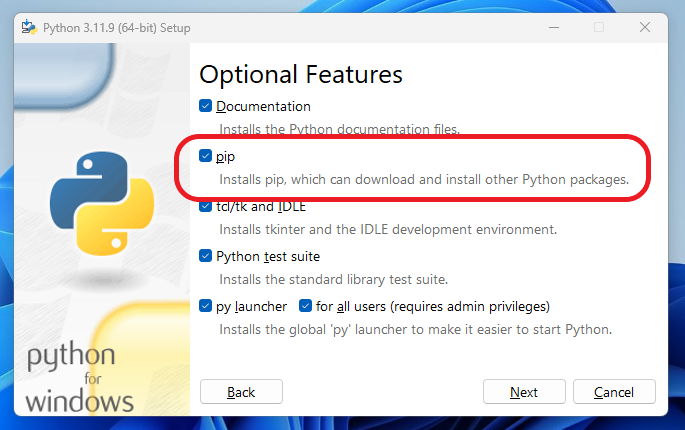 Python 3.11.9 (64-bit) Setup
Optional Features
Documentation
Installs the Python documentation files.
pip
Installs pip, which can download and install other Python packages.
tcl/tk and IDLE
Installs tkinter and the IDLE development environment.
Python test suite
Installs the standard library test suite.
py launcher for all users (requires admin privileges)
Installs the global 'py' launcher to make it easier to start Python.
python
for
windows
Back Next Cancel